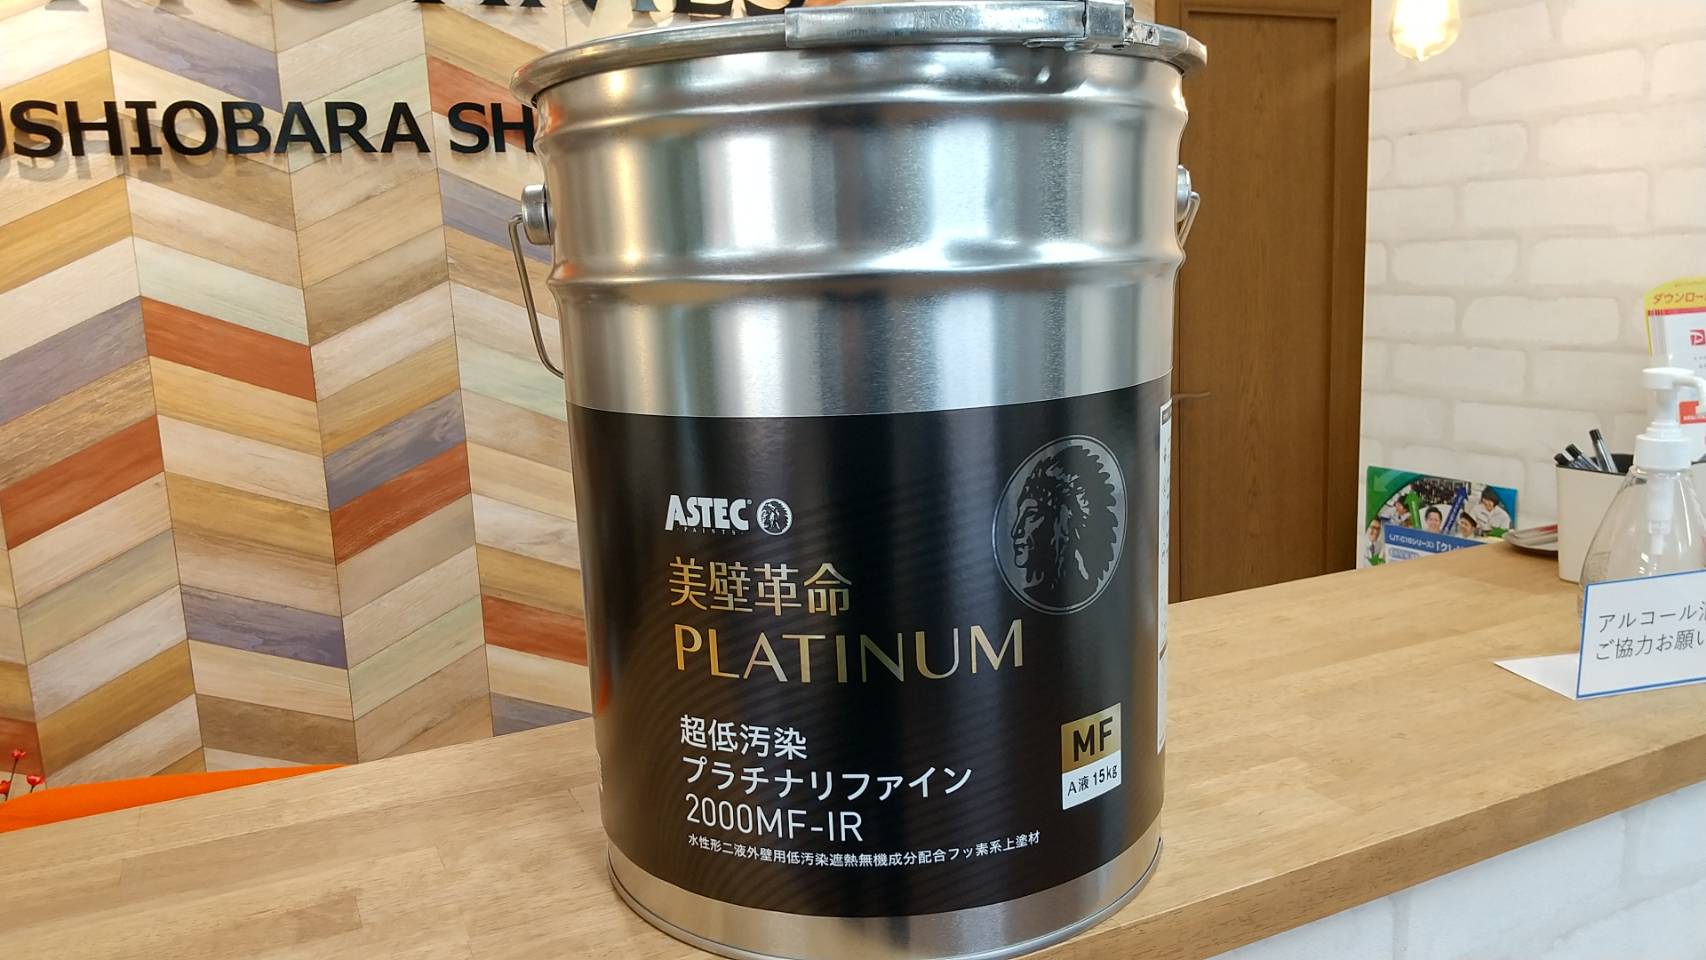 USHIOBARA SH
ASTEC
PAINTS
美壁革命
PLATINUM
超低汚染
プラチナリファイン
2000MF-IR
水性形二液外壁用低汚染遮熱無機成分配合フッ素系上塗材
MF
A液 15kg
ダウンロー
アルコール
ご協力お願い